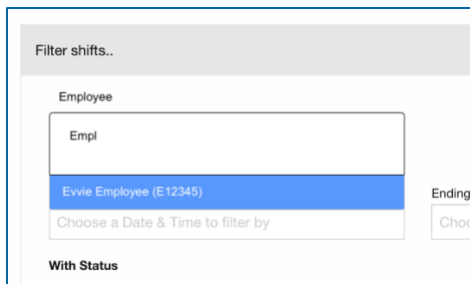 Filter shifts..
Employee
Empl
Evvie Employee (E12345)
Ending
Choose a Date & Time to filter by
Choo
With Status